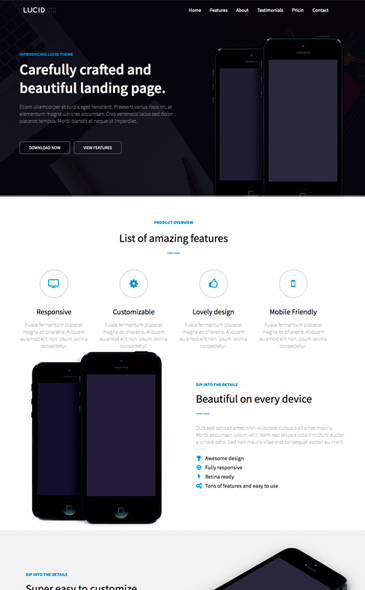 LUCID
Home Features About Testimonials Pricin Contact
INTRODUCING LUCID THEME
Carefully crafted and
beautiful landing page.
Etiam ullamcorper et turpis eget hendrerit. Praesent varius risus mi, at
elementum magna ultricies accumsan. Cras venenatis lacus sed dolor
placerat tempus. Morbi blandit at neque ut imperdiet.
DOWNLOAD NOW VIEW FEATURES
PRODUCT OVERVIEW
List of amazing features
Responsive Customizable Lovely design Mobile Friendly
Fusce fermentum placerat Fusce fermentum placerat Fusce fermentum placerat Fusce fermentum placerat
magna ac pharetra. Aliquam magna ac pharetra. Aliquam magna ac pharetra. Aliquam magna ac pharetra. Aliquam
euismod elit non ipsum lacinia euismod elit non ipsum lacinia euismod elit non ipsum lacinia euismod elit non ipsum lacinia
consectetur consectetur consectetur consectetur
DIP INTO THE DETAILS
Beautiful on every device
Duis sed odio sit amet nibh vulputate cursus a sit amet mauris.
Morbi accumsan ipsum velit. Nam nec tellus a odio tincidunt auctor
a ornare odio. Sed non mauris vitae erat consequat auctor eu in elit.
Awesome design
Fully responsive
Retina ready
Tons of features and easy to use
DIP INTO THE DETAILS
Super easy to customize